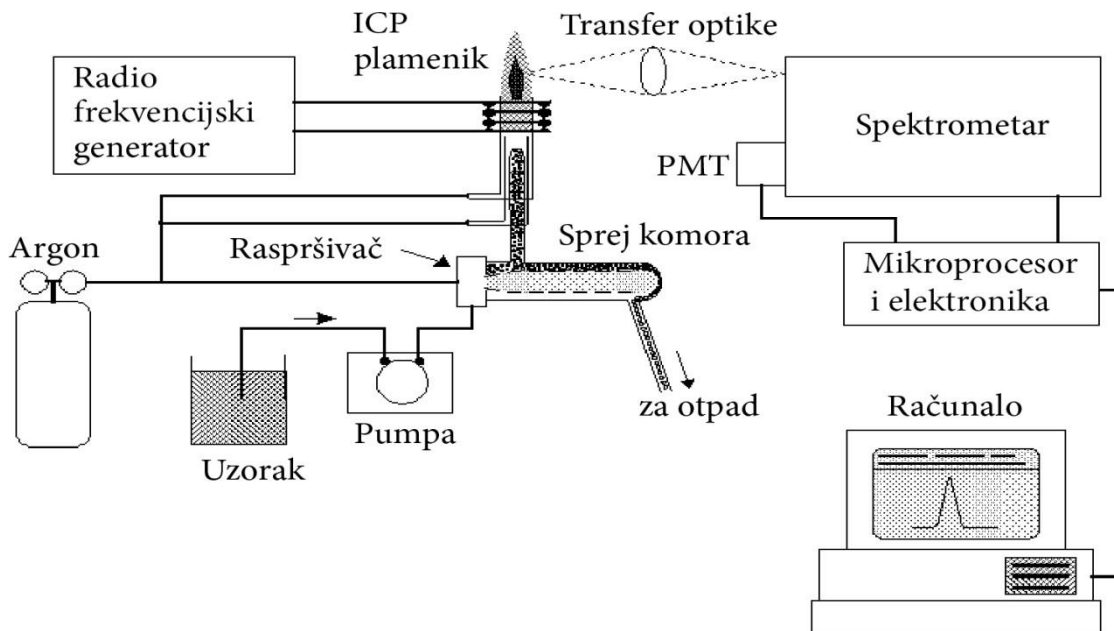 ICP
plamenik
Transfer optike
Radio
frekvencijski
generator
Spektrometar
PMT
Argon
Raspršivač
Sprej komora
Mikroprocesor
i elektronika
za otpad
Pumpa
Uzorak
Računalo